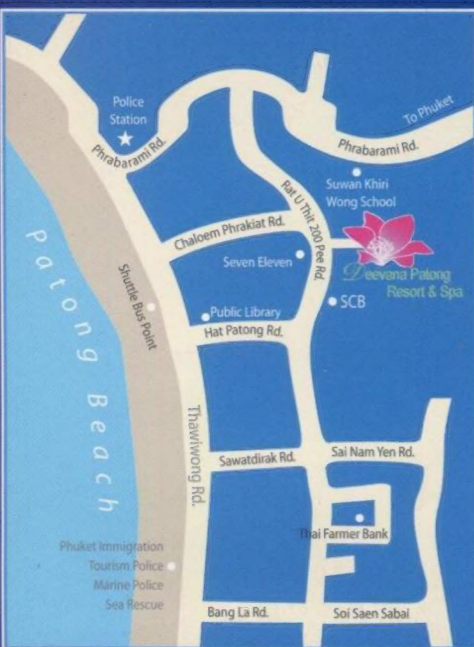 Police
Station
Phrabarami Rd.
To Phuket
Phrabarami Rd.
Suwan Khiri
Wong School
Rat U Thit 200 Pee Rd.
Chaloem Phrakiat Rd.
Seven Eleven
Deevana Patong
Resort & Spa
SCB
Patong Beach
Shuttle Bus Point
Public Library
Hat Patong Rd.
Thawiwong Rd.
Sawatdirak Rd.
Sai Nam Yen Rd.
Thai Farmer Bank
Phuket Immigration
Tourism Police
Marine Police
Sea Rescue
Bang La Rd.
Soi Saen Sabai